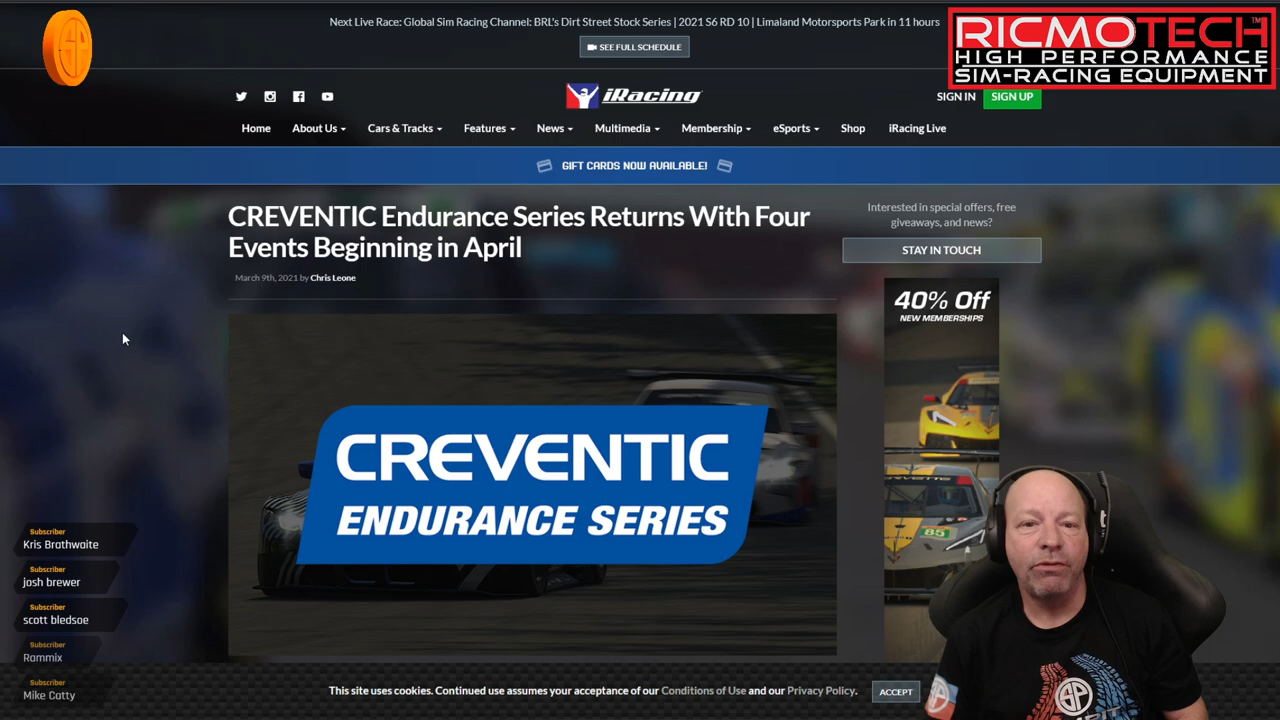 Next Live Race: Global Sim Racing Channel: BRL's Dirt Street Stock Series | 2021 S6 RD 10 | Limaland Motorsports Park in 11 hours
SEE FULL SCHEDULE
RICMOTECH™
HIGH PERFORMANCE
SIM-RACING EQUIPMENT
SP
iRacing
SIGN IN SIGN UP
Home About Us Cars & Tracks Features News Multimedia Membership eSports Shop iRacing Live
GIFT CARDS NOW AVAILABLE!
CREVENTIC Endurance Series Returns With Four
Events Beginning in April
March 9th, 2021 by Chris Leone
Interested in special offers, free
giveaways, and news?
STAY IN TOUCH
40% Off
NEW MEMBERSHIPS
CREVENTIC
ENDURANCE SERIES
CORVETTE
85
Subscriber
Kris Brathwaite
Subscriber
josh brewer
Subscriber
scott bledsoe
Subscriber
Rammix
Subscriber
Mike Catty
SP
This site uses cookies. Continued use assumes your acceptance of our Conditions of Use and our Privacy Policy.
ACCEPT